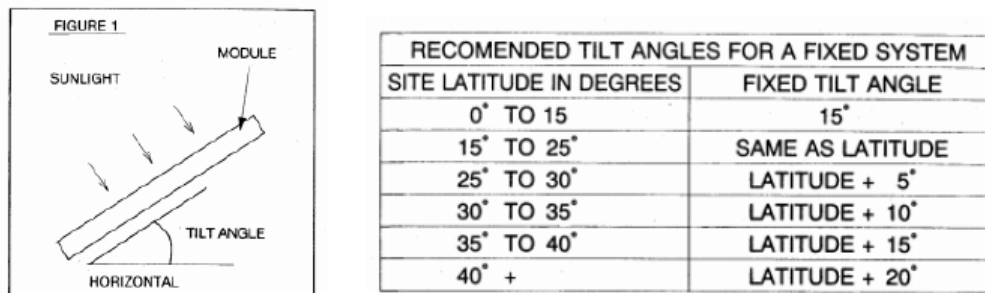 FIGURE 1
MODULE
SUNLIGHT
TILT ANGLE
HORIZONTAL
RECOMENDED TILT ANGLES FOR A FIXED SYSTEM
SITE LATITUDE IN DEGREES FIXED TILT ANGLE
0° TO 15 15°
15° TO 25° SAME AS LATITUDE
25° TO 30° LATITUDE + 5°
30° TO 35° LATITUDE + 10°
35° TO 40° LATITUDE + 15°
40° + LATITUDE + 20°